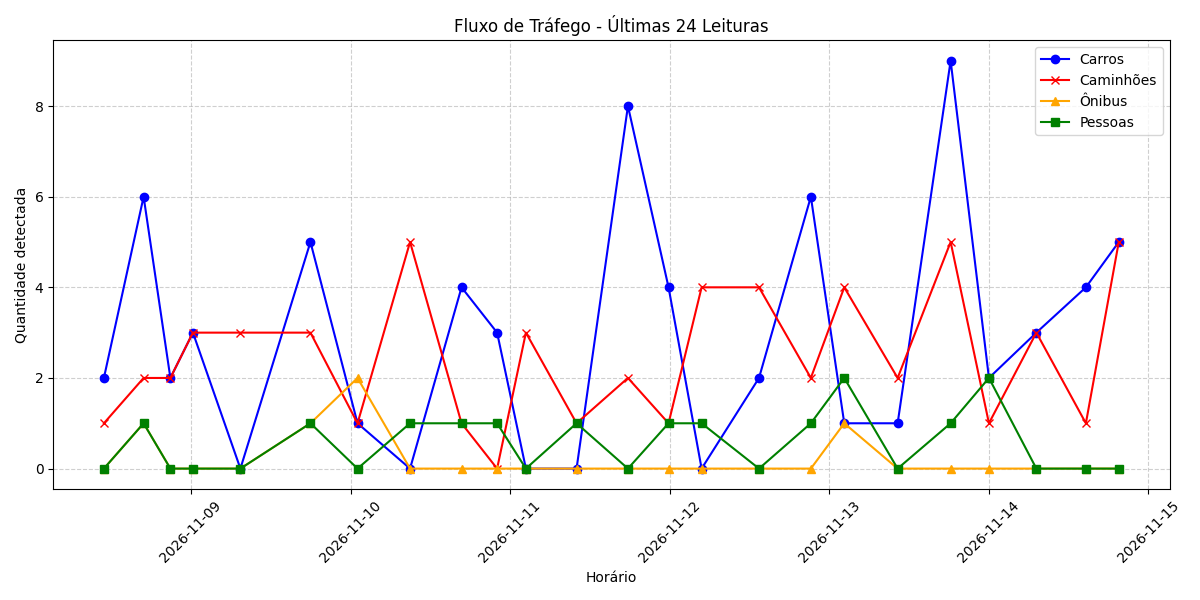 Fluxo de Tráfego - Últimas 24 Leituras
Carros
Caminhões
Ônibus
Pessoas
Quantidade detectada
8
6
4
2
0
2026-11-09
2026-11-10
2026-11-11
2026-11-12
2026-11-13
2026-11-14
2026-11-15
Horário